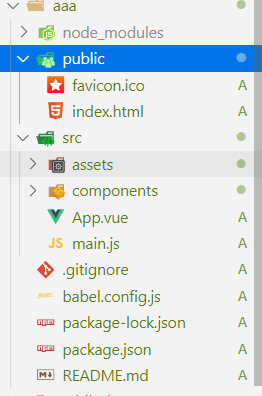 aaa
node_modules
public
favicon.ico A
index.html A
src
assets
components
App.vue A
JS main.js A
.gitignore A
babel.config.js A
package-lock.json A
package.json A
README.md A